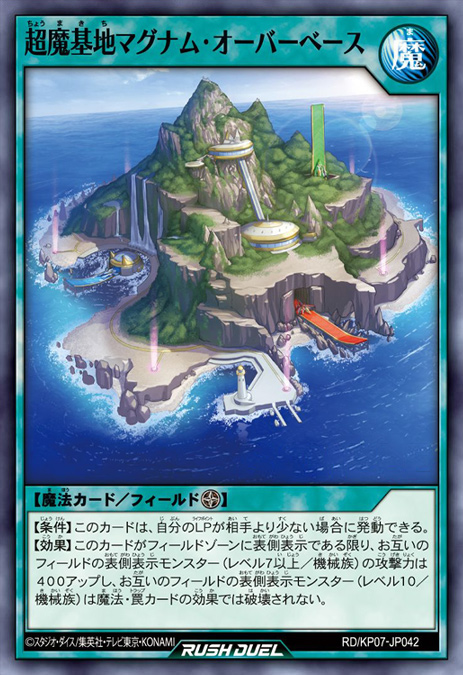 超魔基地マグナム・オーバーベース
魔
【魔法カード/フィールド】
【条件】このカードは、自分のLPが相手より少ない場合に発動できる。
【効果】このカードがフィールドゾーンに表側表示である限り、お互いの
フィールドの表側表示モンスター(レベル7以上/機械族)の攻撃力は
400アップし、お互いのフィールドの表側表示モンスター(レベル10/
機械族)は魔法・罠カードの効果では破壊されない。
©スタジオ・ダイス/集英社・テレビ東京・KONAMI
RUSH DUEL
RD/KP07-JP042